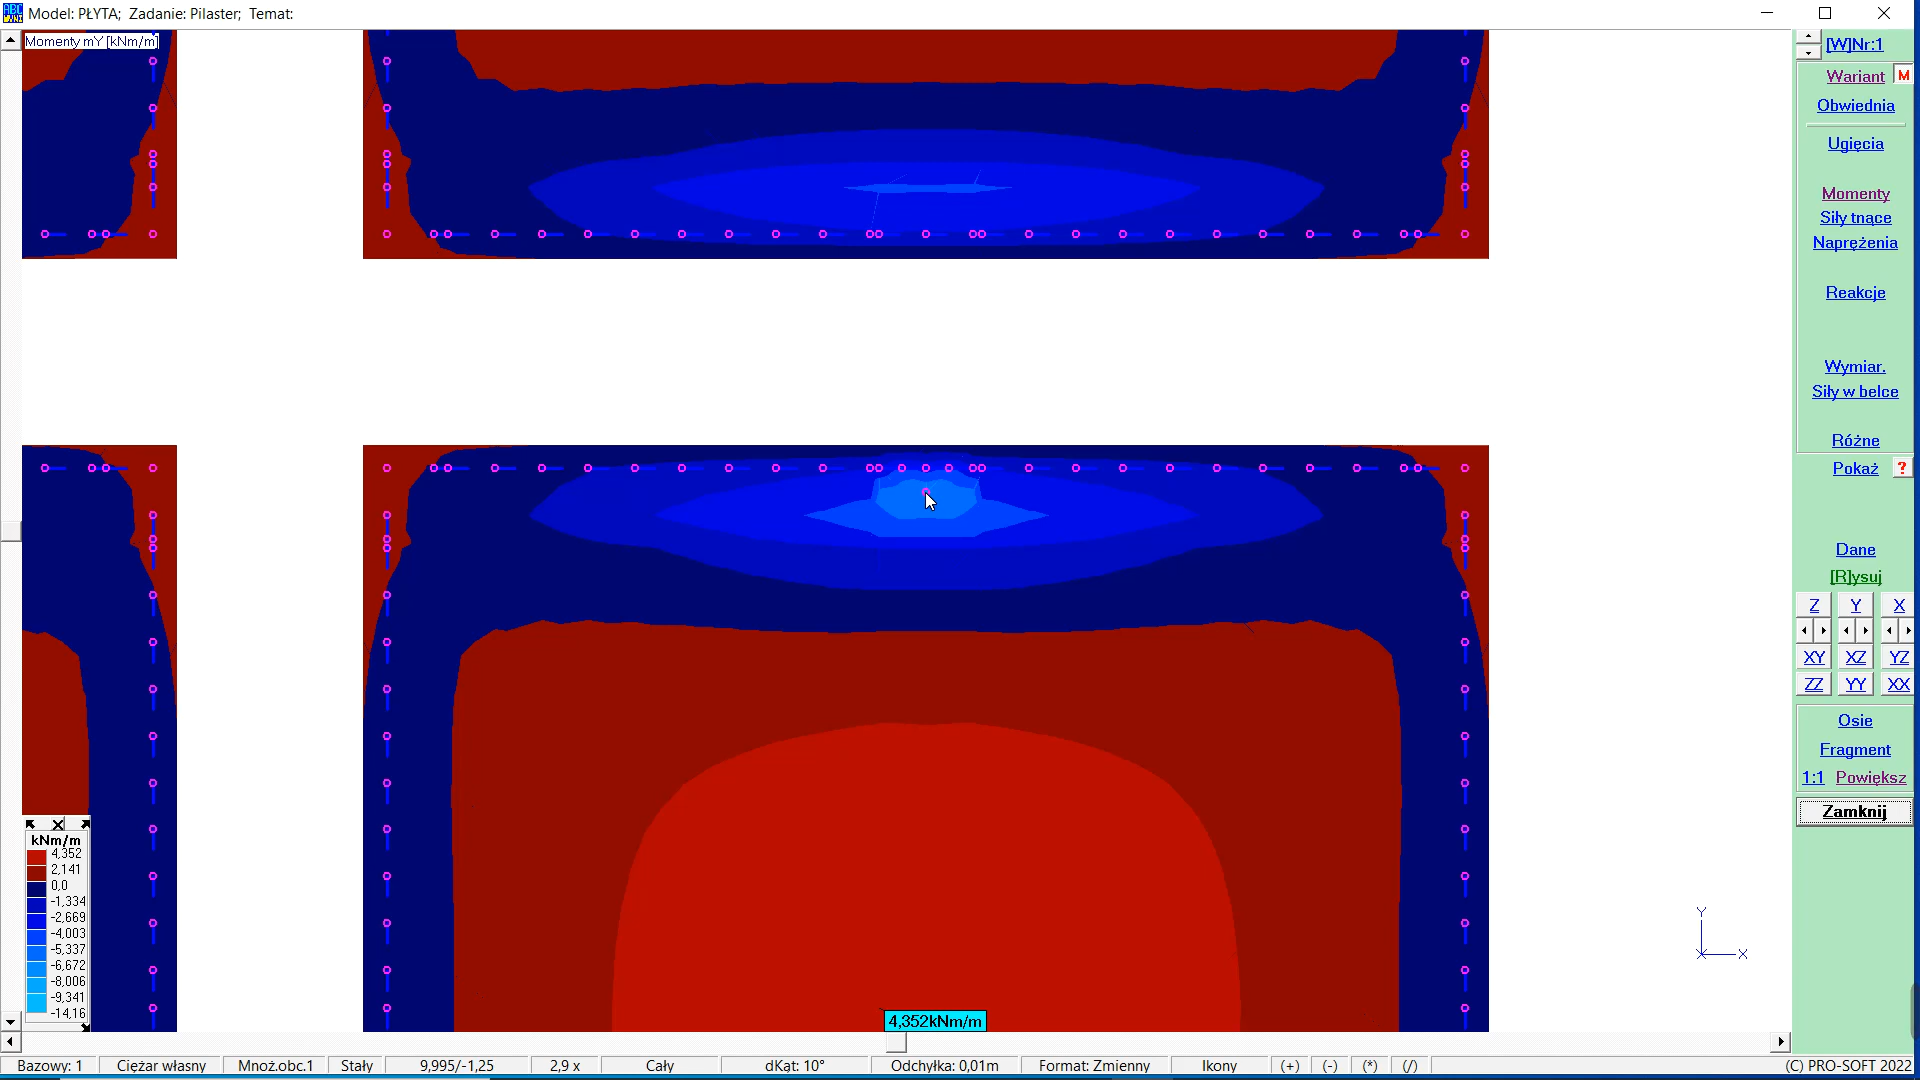 ABC
Model: PŁYTA;  Zadanie: Pilaster;  Temat:
Momenty mY [kNm/m]
[W]Nr:1
Wariant M
Obwiednia
Ugięcia
Momenty
Siły tnące
Naprężenia
Reakcje
Wymiar.
Siły w belce
Różne
Pokaż ?
Dane
[R]ysuj
Z Y X
XY XZ YZ
ZZ YY XX
Osie
Fragment
1:1 Powiększ
Zamknij
kNm/m
4,352
2,141
0,0
-1,334
-2,669
-4,003
-5,337
-6,672
-8,006
-9,341
-14,16
4,352kNm/m
Y
X
Bazowy: 1 Ciężar własny Mnoż.obc.1 Stały 9,995/-1,25 2,9 x Cały dKąt: 10° Odchyłka: 0,01m Format: Zmienny Ikony (+) (-) (*) (/) (C) PRO-SOFT 2022